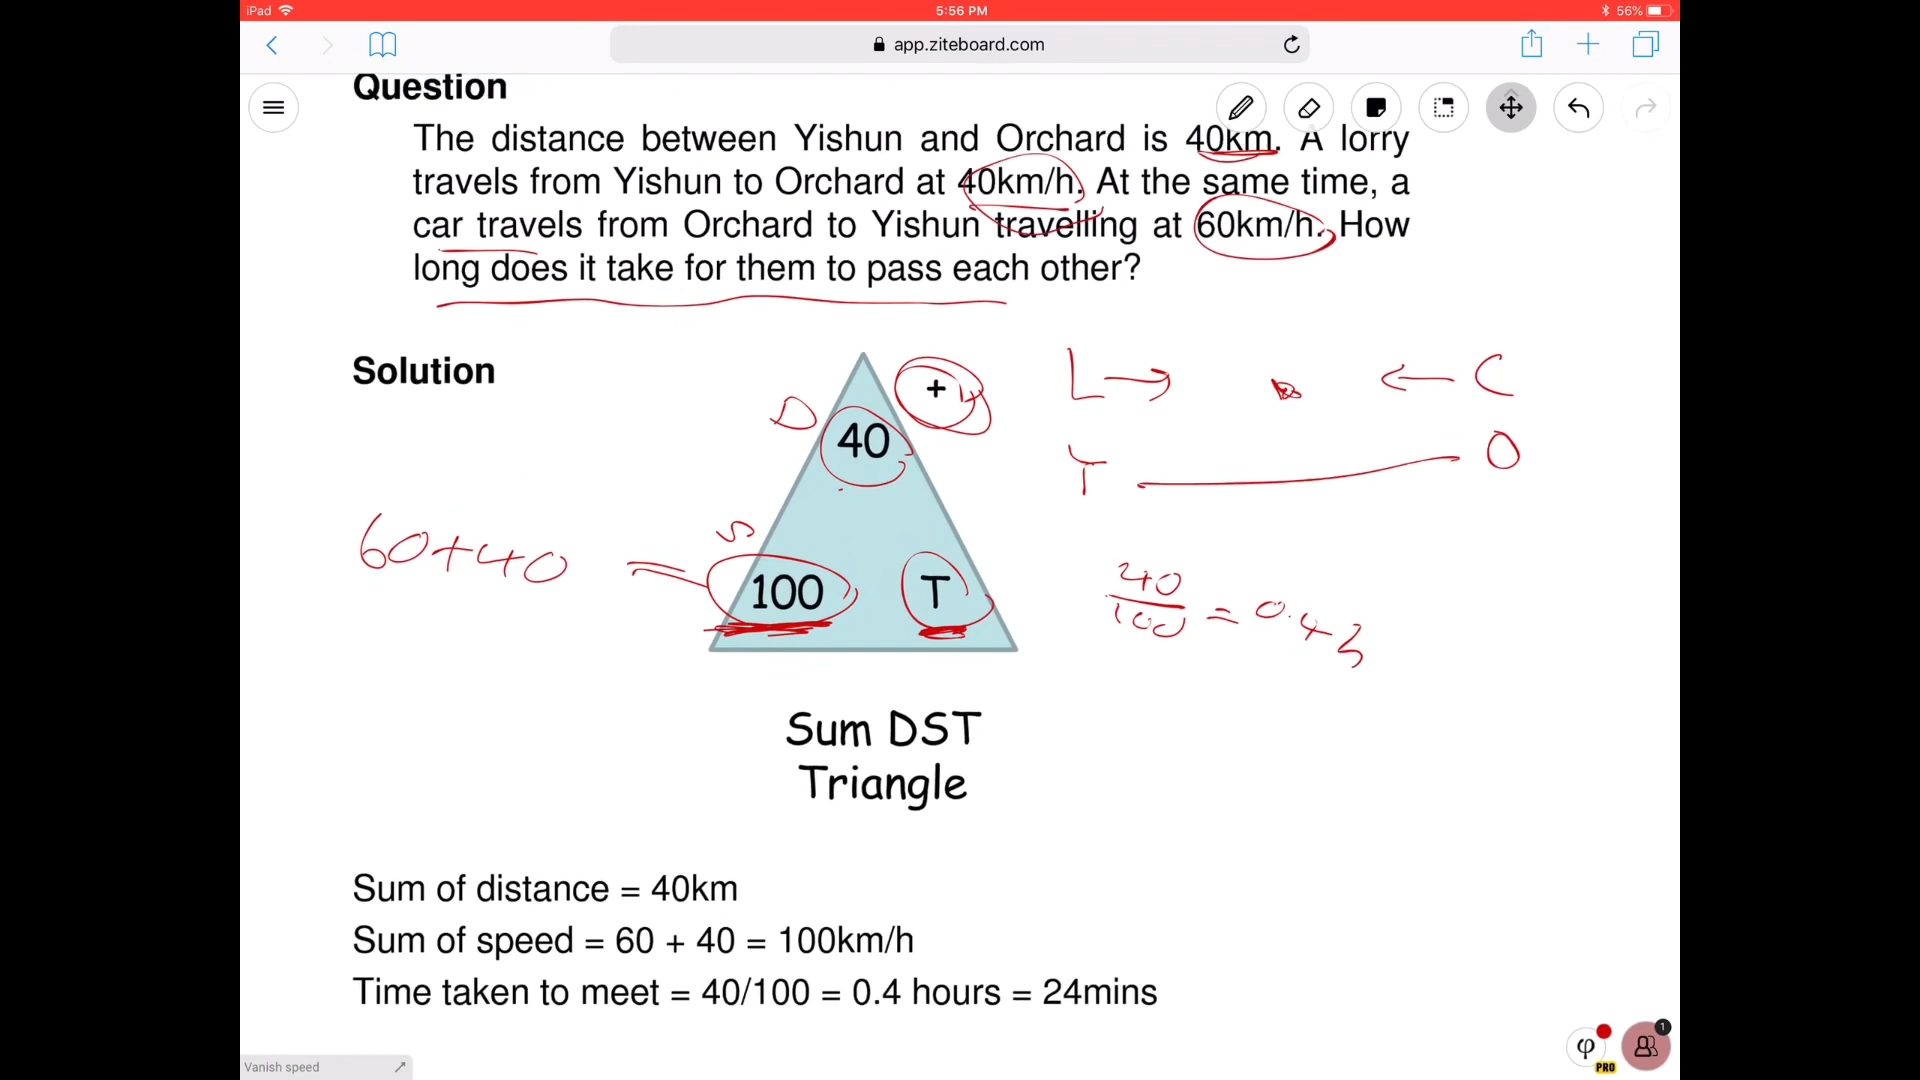 iPad
5:56 PM
56%
app.ziteboard.com
Question
The distance between Yishun and Orchard is 40km. A lorry
travels from Yishun to Orchard at 40km/h. At the same time, a
car travels from Orchard to Yishun travelling at 60km/h. How
long does it take for them to pass each other?
Solution
+
L
C
D
40
Y
O
S
60+40 =
100
T
40/100 = 0.4 h
Sum DST
Triangle
Sum of distance = 40km
Sum of speed = 60 + 40 = 100km/h
Time taken to meet = 40/100 = 0.4 hours = 24mins
Vanish speed
φ
PRO
1